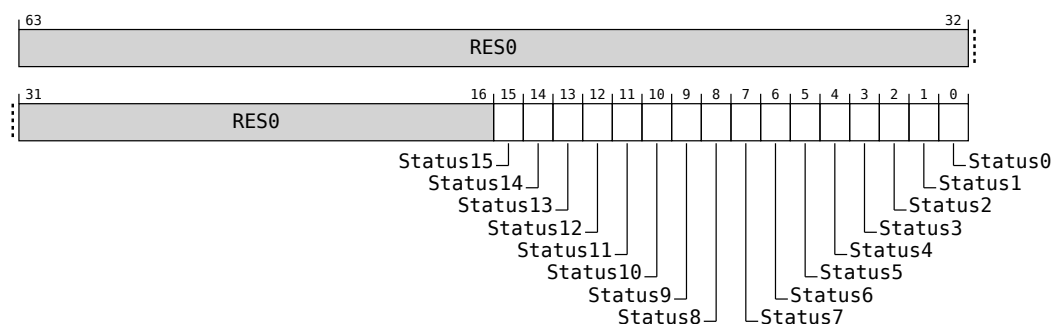 63 32
RES0
31 16 15 14 13 12 11 10 9 8 7 6 5 4 3 2 1 0
RES0
Status15 Status0
Status14 Status1
Status13 Status2
Status12 Status3
Status11 Status4
Status10 Status5
Status9 Status6
Status8 Status7